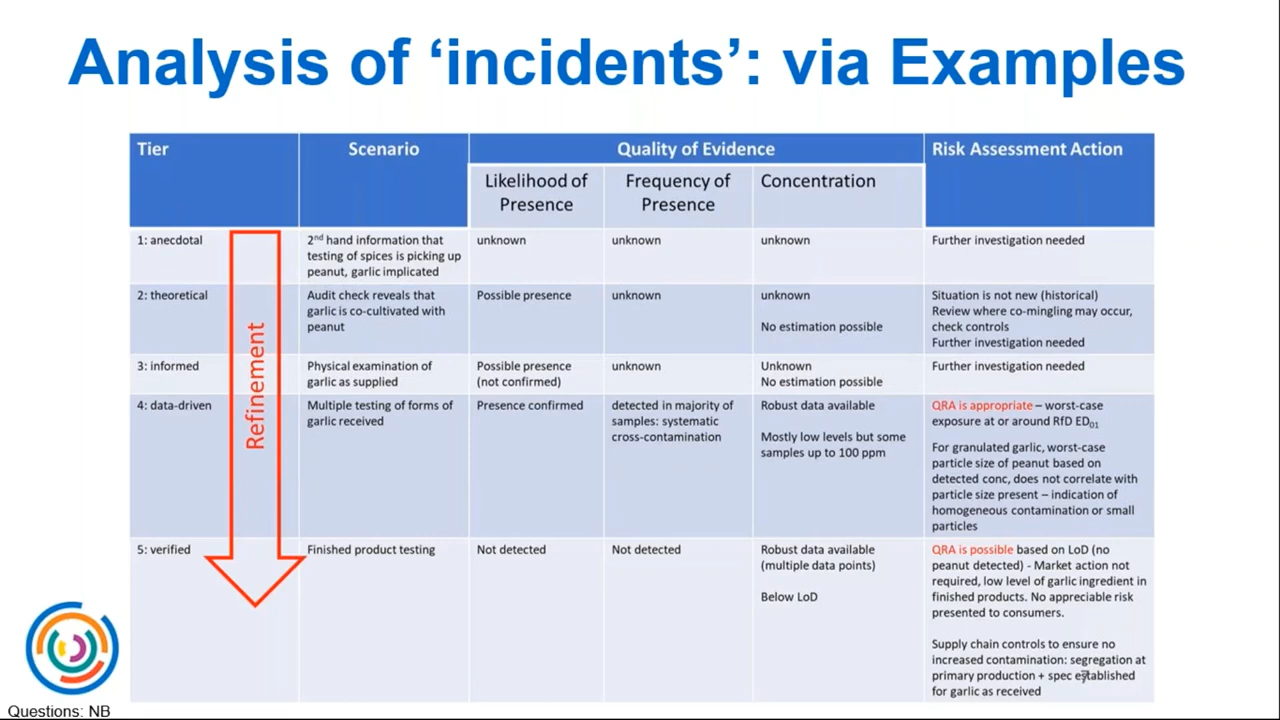 Analysis of ‘incidents’: via Examples
Tier
Scenario
Quality of Evidence
Risk Assessment Action
Likelihood of
Presence
Frequency of
Presence
Concentration
1: anecdotal
2nd hand information that
testing of spices is picking up
peanut, garlic implicated
unknown
unknown
unknown
Further investigation needed
2: theoretical
Audit check reveals that
garlic is co-cultivated with
peanut
Possible presence
unknown
unknown
No estimation possible
Situation is not new (historical)
Review where co-mingling may occur,
check controls
Further investigation needed
3: informed
Physical examination of
garlic as supplied
Possible presence
(not confirmed)
unknown
Unknown
No estimation possible
Further investigation needed
4: data-driven
Multiple testing of forms of
garlic received
Presence confirmed
detected in majority of
samples: systematic
cross-contamination
Robust data available
Mostly low levels but some
samples up to 100 ppm
QRA is appropriate – worst-case
exposure at or around RfD ED01
For granulated garlic, worst-case
particle size of peanut based on
detected conc, does not correlate with
particle size present – indication of
homogeneous contamination or small
particles
5: verified
Finished product testing
Not detected
Not detected
Robust data available
(multiple data points)
Below LoD
QRA is possible based on LoD (no
peanut detected) - Market action not
required, low level of garlic ingredient in
finished products. No appreciable risk
presented to consumers.
Supply chain controls to ensure no
increased contamination: segregation at
primary production + spec established
for garlic as received
Refinement
7
Questions: NB